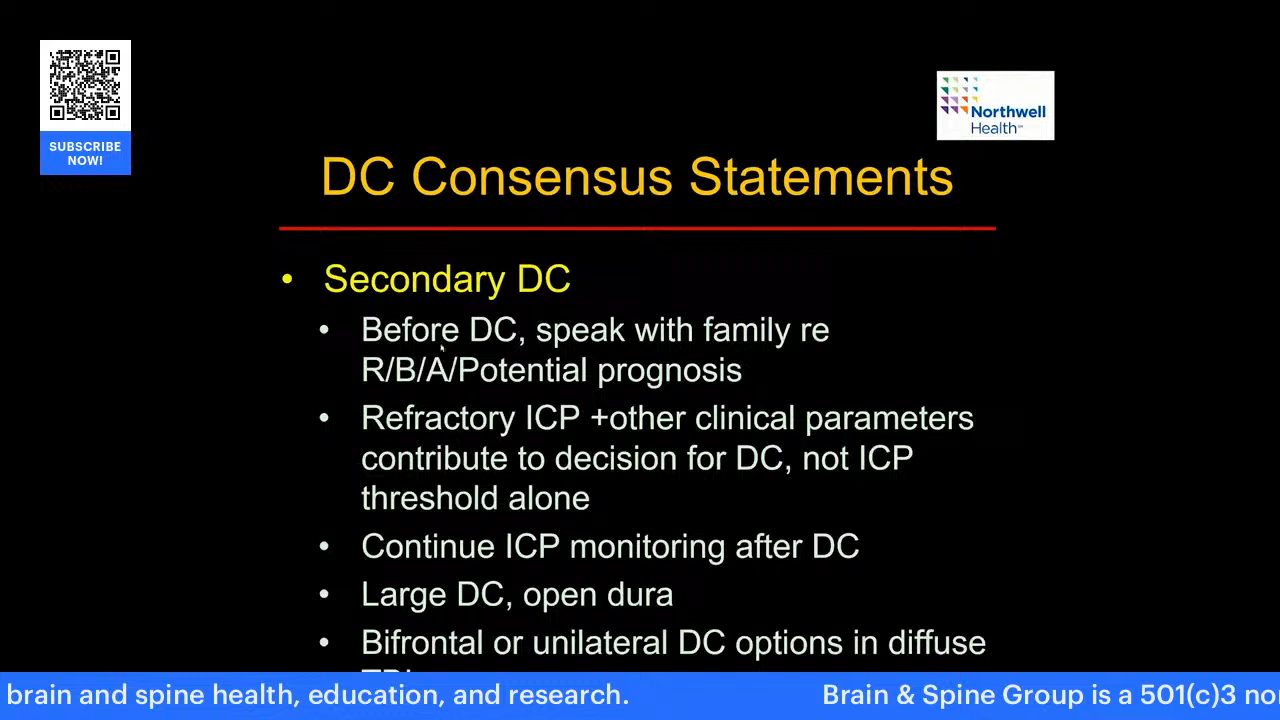 SUBSCRIBE
NOW!
Northwell
Health
DC Consensus Statements
• Secondary DC
• Before DC, speak with family re
R/B/A/Potential prognosis
• Refractory ICP +other clinical parameters
contribute to decision for DC, not ICP
threshold alone
• Continue ICP monitoring after DC
• Large DC, open dura
• Bifrontal or unilateral DC options in diffuse
brain and spine health, education, and research.
Brain & Spine Group is a 501(c)3